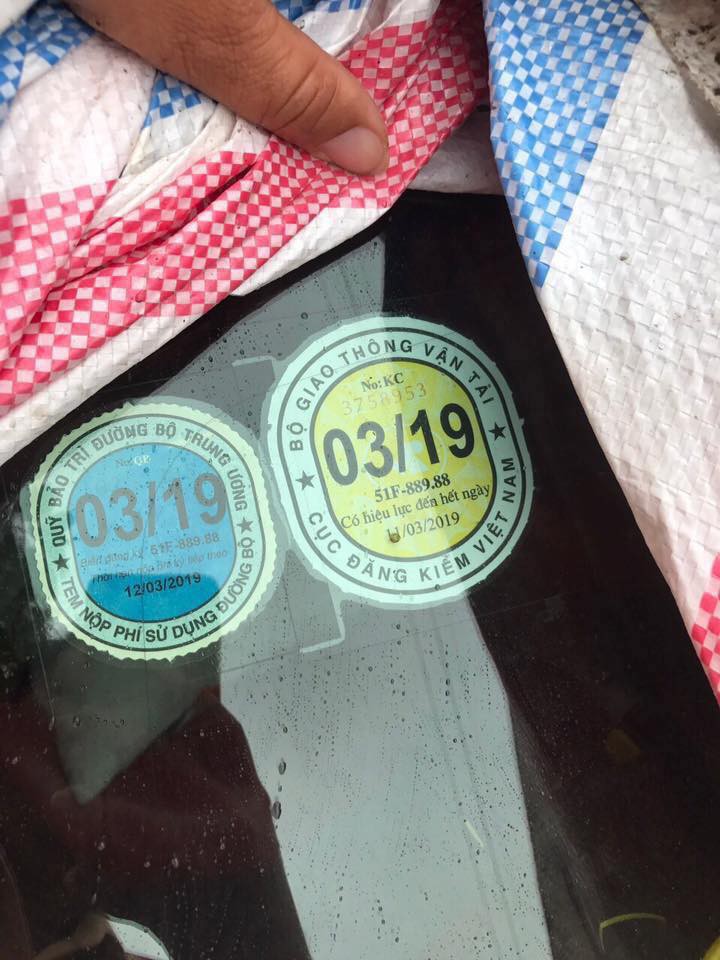 QUỸ BẢO TRÌ ĐƯỜNG BỘ TRUNG ƯƠNG
03/19
51F-889.88
12/03/2019
TEM NỘP PHÍ SỬ DỤNG ĐƯỜNG BỘ
BỘ GIAO THÔNG VẬN TẢI
No: KC
3758953
03/19
51F-889.88
Có hiệu lực đến hết ngày
11/03/2019
CỤC ĐĂNG KIỂM VIỆT NAM